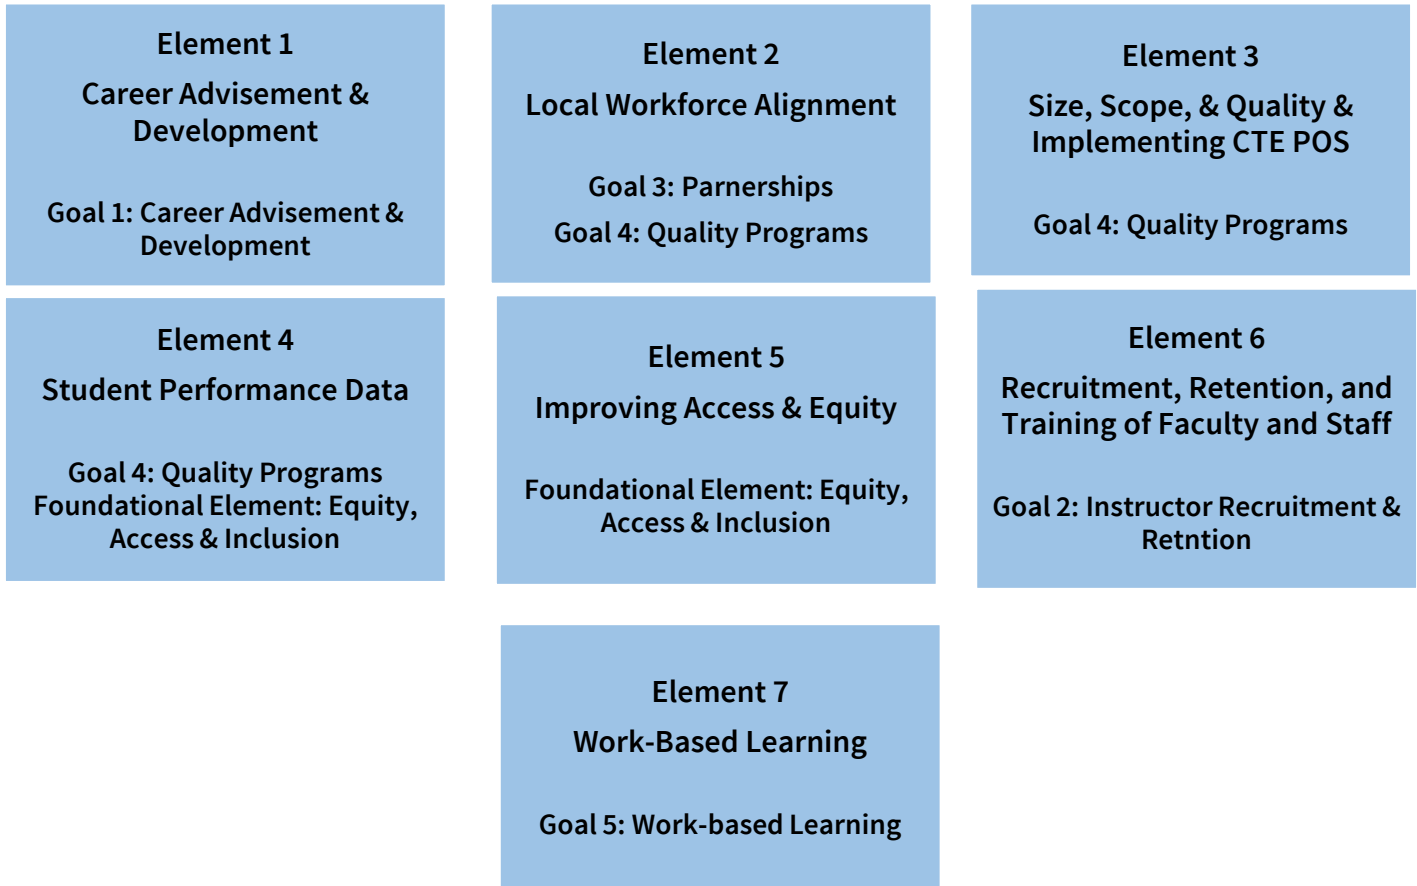 Element 1
Career Advisement &
Development
Goal 1: Career Advisement &
Development
Element 2
Local Workforce Alignment
Goal 3: Parnerships
Goal 4: Quality Programs
Element 3
Size, Scope, & Quality &
Implementing CTE POS
Goal 4: Quality Programs
Element 4
Student Performance Data
Goal 4: Quality Programs
Foundational Element: Equity,
Access & Inclusion
Element 5
Improving Access & Equity
Foundational Element: Equity,
Access & Inclusion
Element 6
Recruitment, Retention, and
Training of Faculty and Staff
Goal 2: Instructor Recruitment &
Retntion
Element 7
Work-Based Learning
Goal 5: Work-based Learning